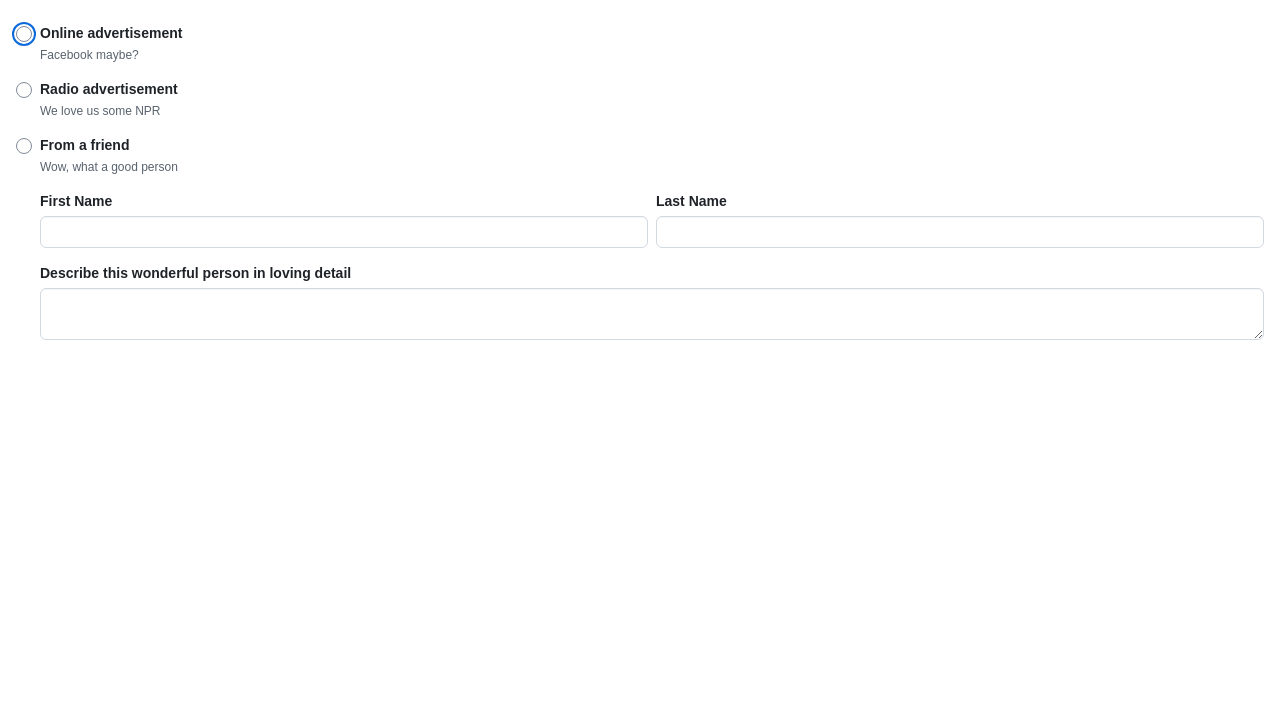 Online advertisement
Facebook maybe?
Radio advertisement
We love us some NPR
From a friend
Wow, what a good person
First Name
Last Name
Describe this wonderful person in loving detail